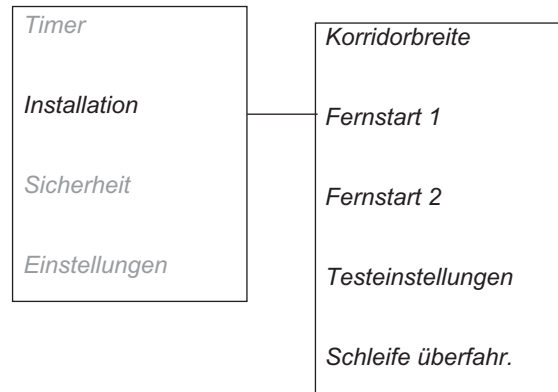 Timer
Installation
Sicherheit
Einstellungen
Korridorbreite
Fernstart 1
Fernstart 2
Testeinstellungen
Schleife überfahr.